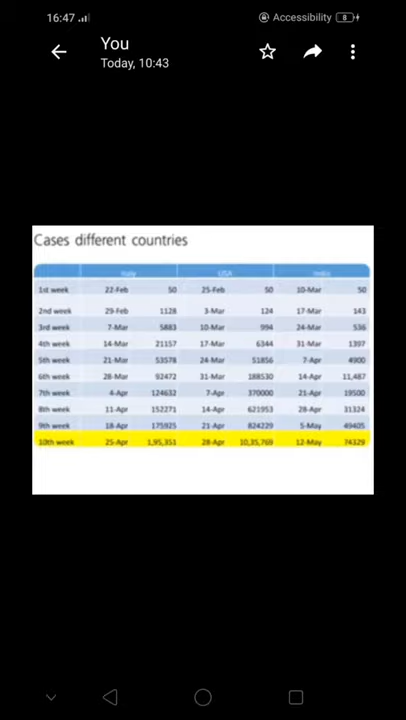 16:47
Accessibility 8
You
Today, 10:43
Cases different countries
Italy USA India
1st week 22-Feb 50 25-Feb 50 10-Mar 50
2nd week 29-Feb 1128 3-Mar 124 17-Mar 143
3rd week 7-Mar 5883 10-Mar 994 24-Mar 536
4th week 14-Mar 21157 17-Mar 6344 31-Mar 1397
5th week 21-Mar 53578 24-Mar 51856 7-Apr 4900
6th week 28-Mar 92472 31-Mar 188530 14-Apr 11,487
7th week 4-Apr 124632 7-Apr 370000 21-Apr 19500
8th week 11-Apr 152271 14-Apr 621953 28-Apr 31324
9th week 18-Apr 175925 21-Apr 824229 5-May 49405
10th week 25-Apr 1,95,351 28-Apr 10,35,769 12-May 74329